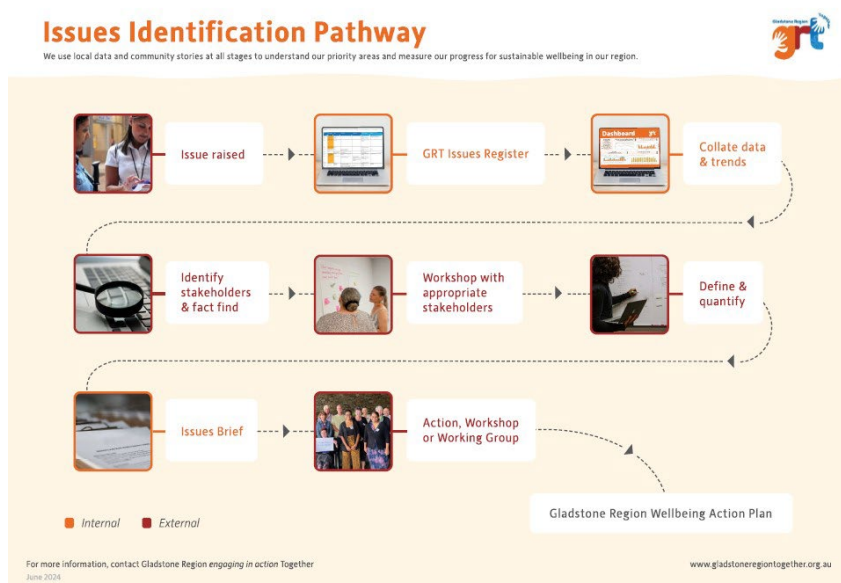 Issues Identification Pathway
We use local data and community stories at all stages to understand our priority areas and measure our progress for sustainable wellbeing in our region.
Gladstone Region
Together
grt
Issue raised
GRT Issues Register
Dashboard
grt
Collate data
& trends
Identify
stakeholders
& fact find
Workshop with
appropriate
stakeholders
Define &
quantify
Issues Brief
Action, Workshop
or Working Group
Gladstone Region Wellbeing Action Plan
Internal
External
For more information, contact Gladstone Region engaging in action Together
www.gladstoneregiontogether.org.au
June 2024